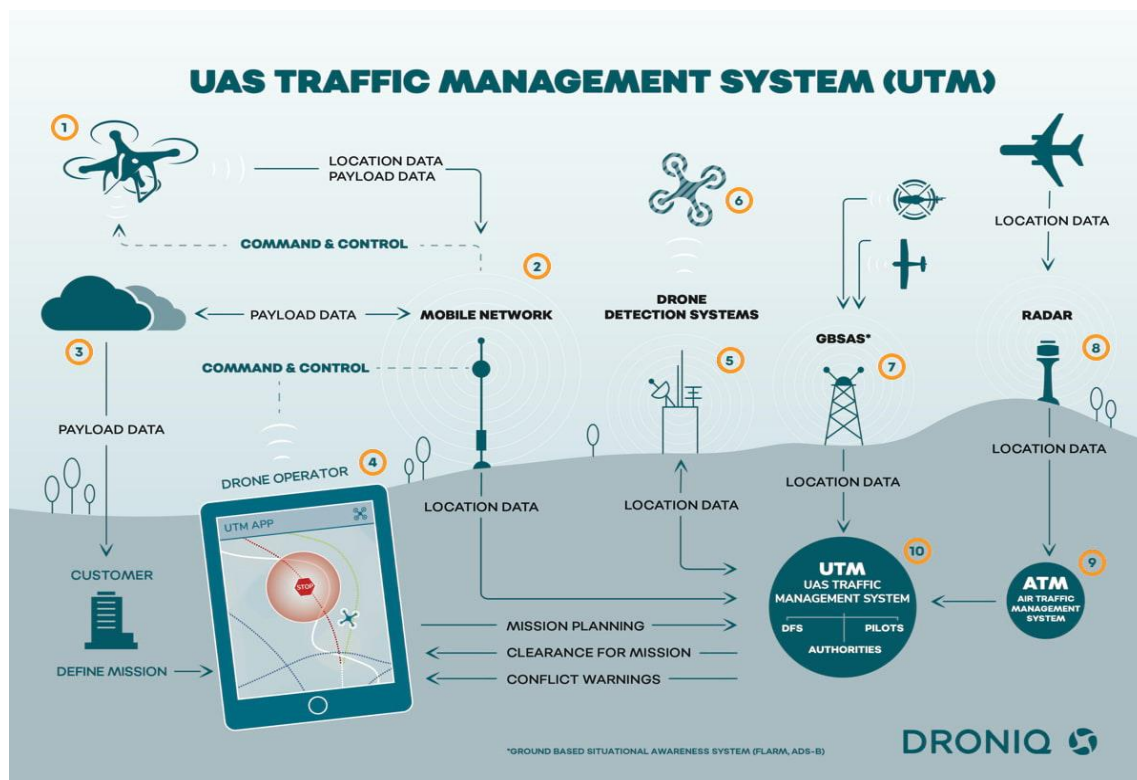 UAS TRAFFIC MANAGEMENT SYSTEM (UTM)
1
LOCATION DATA
PAYLOAD DATA
6
LOCATION DATA
COMMAND & CONTROL
2
3
PAYLOAD DATA
MOBILE NETWORK
DRONE
DETECTION SYSTEMS
5
GBSAS*
7
RADAR
8
COMMAND & CONTROL
PAYLOAD DATA
LOCATION DATA
DRONE OPERATOR
4
LOCATION DATA
LOCATION DATA
LOCATION DATA
UTM APP
STOP
CUSTOMER
DEFINE MISSION
10
UTM
UAS TRAFFIC
MANAGEMENT SYSTEM
DFS
PILOTS
AUTHORITIES
9
ATM
AIR TRAFFIC
MANAGEMENT
SYSTEM
MISSION PLANNING
CLEARANCE FOR MISSION
CONFLICT WARNINGS
*GROUND BASED SITUATIONAL AWARENESS SYSTEM (FLARM, ADS-B)
DRONIQ